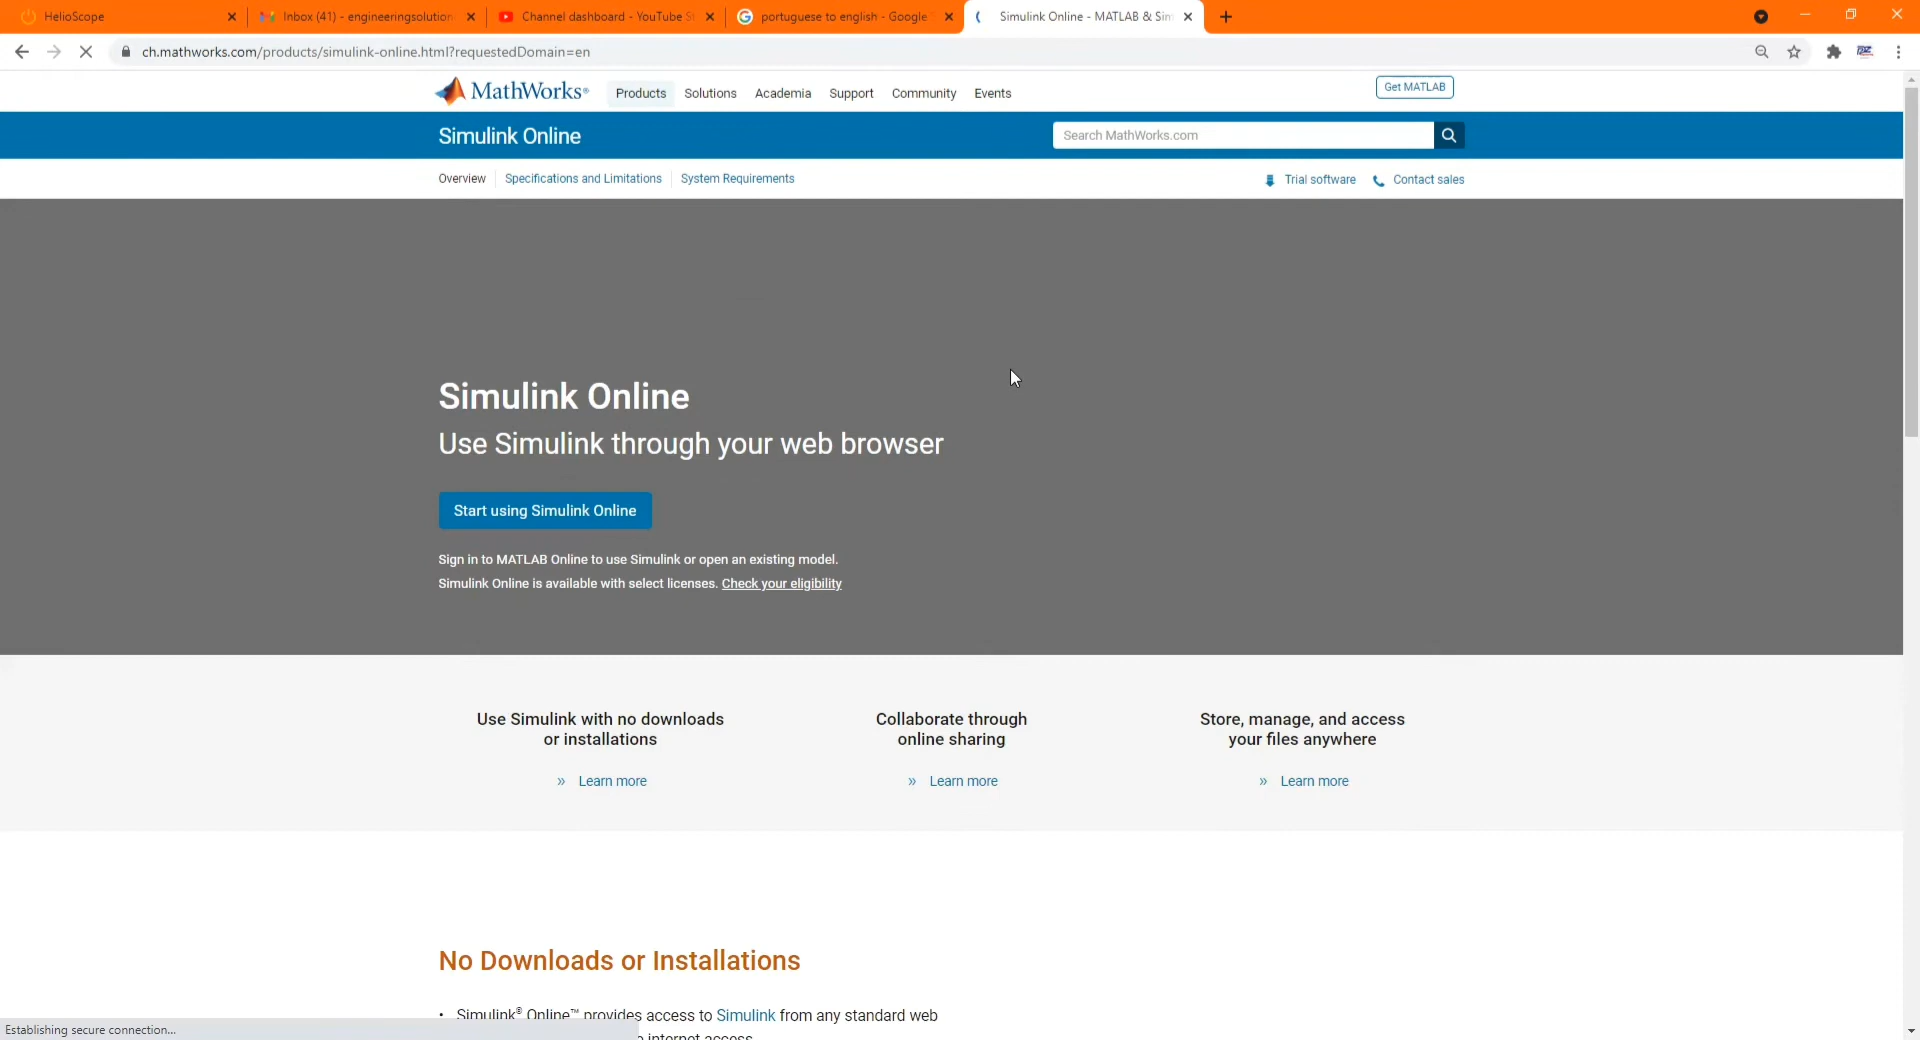 HelioScope
Inbox (41) - engineeringsolution
Channel dashboard - YouTube St
portuguese to english - Google S
Simulink Online - MATLAB & Sim
ch.mathworks.com/products/simulink-online.html?requestedDomain=en
MathWorks®
Products
Solutions
Academia
Support
Community
Events
Get MATLAB
Simulink Online
Search MathWorks.com
Overview
Specifications and Limitations
System Requirements
Trial software
Contact sales
Simulink Online
Use Simulink through your web browser
Start using Simulink Online
Sign in to MATLAB Online to use Simulink or open an existing model.
Simulink Online is available with select licenses. Check your eligibility
Use Simulink with no downloads
or installations
» Learn more
Collaborate through
online sharing
» Learn more
Store, manage, and access
your files anywhere
» Learn more
No Downloads or Installations
• Simulink® Online™ provides access to Simulink from any standard web
internet access.
Establishing secure connection...